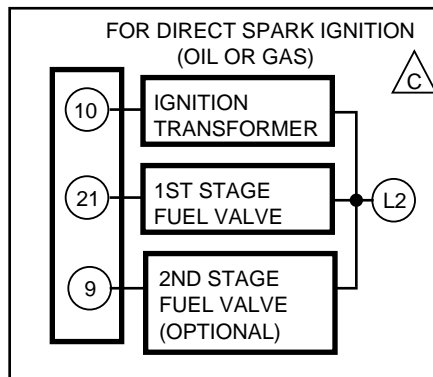 FOR DIRECT SPARK IGNITION
(OIL OR GAS)
C
10
IGNITION
TRANSFORMER
21
1ST STAGE
FUEL VALVE
L2
9
2ND STAGE
FUEL VALVE
(OPTIONAL)